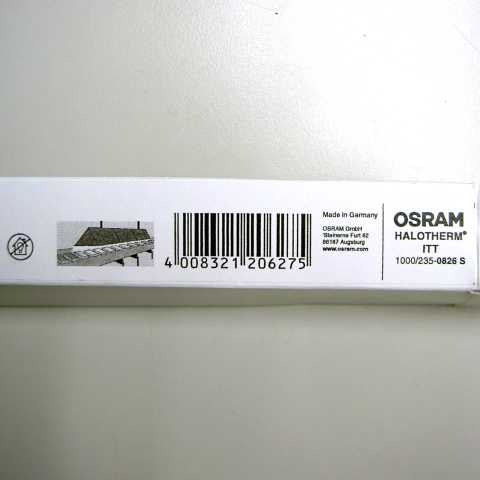 4 008321 206275
Made in Germany
OSRAM GmbH
Steinerne Furt 62
86167 Augsburg
www.osram.com
OSRAM
HALOTHERM®
ITT
1000/235-0826 S